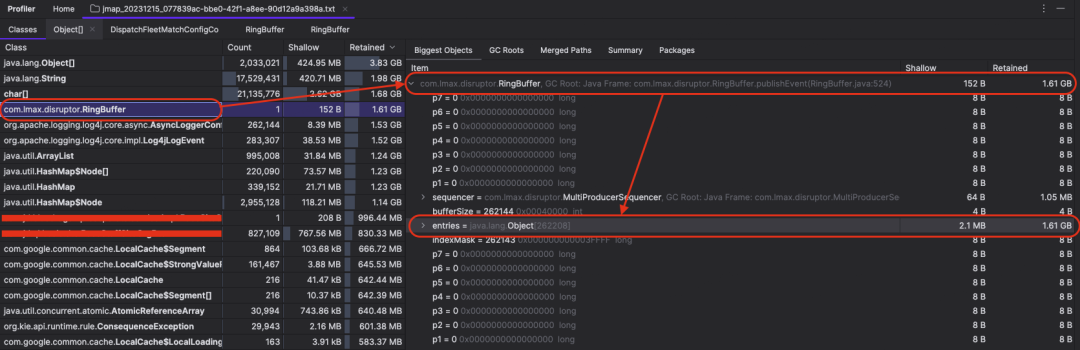 Profiler Home jmap_20231215_077839ac-bbe0-42f1-a8ee-90d12a9a398a.txt
Classes Object[] DispatchFleetMatchConfigCo RingBuffer RingBuffer
Class Count Shallow Retained
java.lang.Object[] 2,033,021 424.95 MB 3.83 GB
java.lang.String 17,529,431 420.71 MB 1.98 GB
char[] 21,135,776 2.62 GB 1.68 GB
com.lmax.disruptor.RingBuffer 1 152 B 1.61 GB
org.apache.logging.log4j.core.async.AsyncLoggerConf 262,144 8.39 MB 1.53 GB
org.apache.logging.log4j.core.impl.Log4jLogEvent 283,307 38.53 MB 1.52 GB
java.util.ArrayList 995,008 31.84 MB 1.24 GB
java.util.HashMap$Node[] 220,090 73.57 MB 1.23 GB
java.util.HashMap 339,152 21.71 MB 1.23 GB
java.util.HashMap$Node 2,955,128 118.21 MB 1.14 GB
1 208 B 996.44 MB
827,109 767.56 MB 830.33 MB
com.google.common.cache.LocalCache$Segment 864 103.68 kB 666.72 MB
com.google.common.cache.LocalCache$StrongValueR 161,467 3.88 MB 645.53 MB
com.google.common.cache.LocalCache 216 41.47 kB 642.44 MB
com.google.common.cache.LocalCache$Segment[] 216 10.37 kB 642.39 MB
java.util.concurrent.atomic.AtomicReferenceArray 30,994 743.86 kB 640.48 MB
org.kie.api.runtime.rule.ConsequenceException 29,943 2.16 MB 601.38 MB
com.google.common.cache.LocalCache$LocalLoading 163 3.91 kB 583.37 MB
Biggest Objects GC Roots Merged Paths Summary Packages
Item Shallow Retained
com.lmax.disruptor.RingBuffer, GC Root: Java Frame: com.lmax.disruptor.RingBuffer.publishEvent(RingBuffer.java:524) 152 B 1.61 GB
p7 = 0 0x0000000000000000 long 8 B 8 B
p6 = 0 0x0000000000000000 long 8 B 8 B
p5 = 0 0x0000000000000000 long 8 B 8 B
p4 = 0 0x0000000000000000 long 8 B 8 B
p3 = 0 0x0000000000000000 long 8 B 8 B
p2 = 0 0x0000000000000000 long 8 B 8 B
p1 = 0 0x0000000000000000 long 8 B 8 B
sequencer = com.lmax.disruptor.MultiProducerSequencer, GC Root: Java Frame: com.lmax.disruptor.MultiProducerSe 64 B 1.05 MB
bufferSize = 262144 0x00040000 int 4 B 4 B
entries = java.lang.Object[262208] 2.1 MB 1.61 GB
indexMask = 262143 0x000000000003FFFF long 8 B 8 B
p7 = 0 0x0000000000000000 long 8 B 8 B
p6 = 0 0x0000000000000000 long 8 B 8 B
p5 = 0 0x0000000000000000 long 8 B 8 B
p4 = 0 0x0000000000000000 long 8 B 8 B
p3 = 0 0x0000000000000000 long 8 B 8 B
p2 = 0 0x0000000000000000 long 8 B 8 B
p1 = 0 0x0000000000000000 long 8 B 8 B